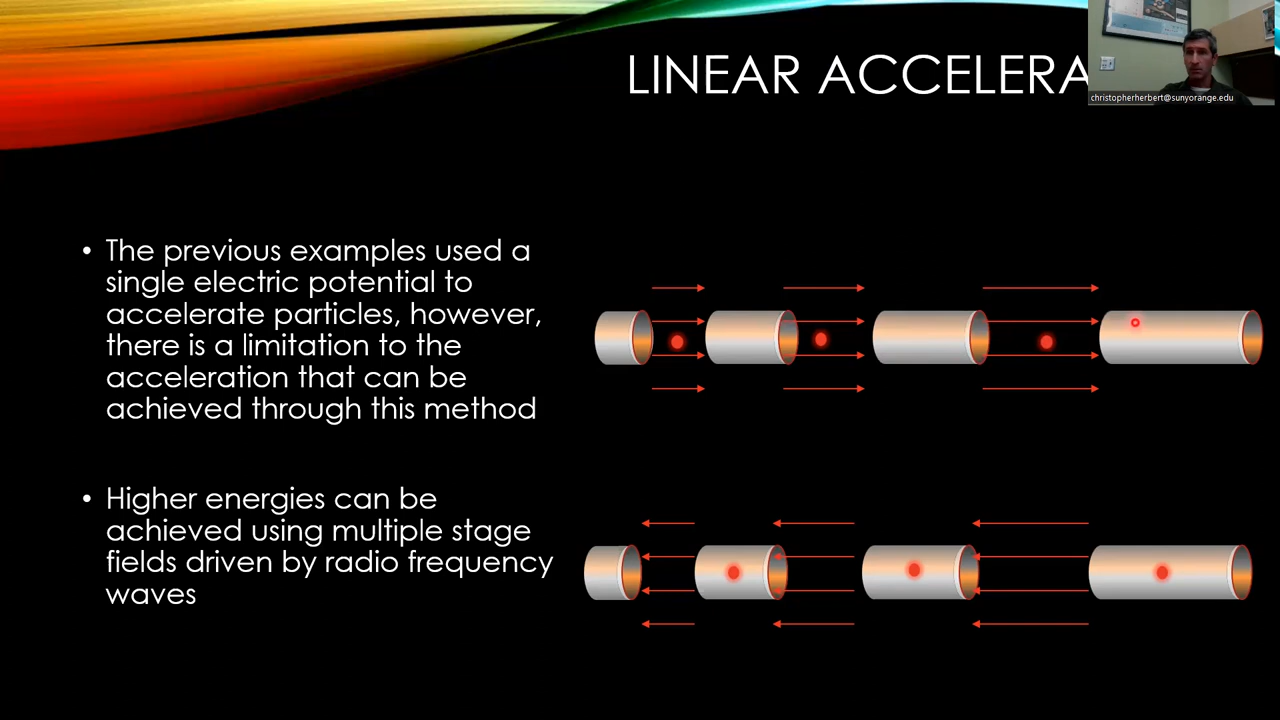 LINEAR ACCELERA
christopherherbert@sunyorange.edu
• The previous examples used a
single electric potential to
accelerate particles, however,
there is a limitation to the
acceleration that can be
achieved through this method
• Higher energies can be
achieved using multiple stage
fields driven by radio frequency
waves